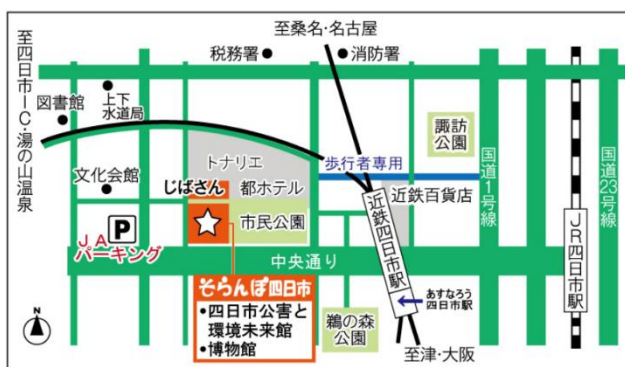 至桑名・名古屋
税務署
消防署
至四日市IC・湯の山温泉
図書館
上下
水道局
諏訪
公園
国道1号線
国道23号線
トナリエ
歩行者専用
文化会館
じばさん
都ホテル
近鉄百貨店
P
市民公園
近鉄四日市駅
JR四日市駅
JA
パーキング
中央通り
そらんぽ四日市
•四日市公害と
環境未来館
•博物館
あすなろう
四日市駅
鵜の森
公園
N
至津・大阪